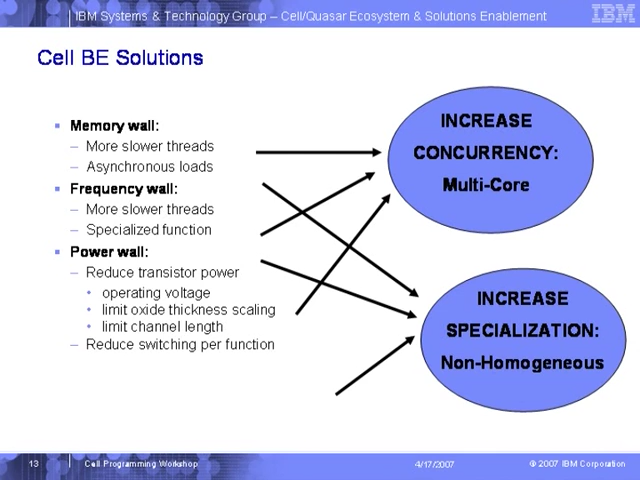 IBM Systems & Technology Group – Cell/Quasar Ecosystem & Solutions Enablement
IBM
Cell BE Solutions
▪ Memory wall:
– More slower threads
– Asynchronous loads
▪ Frequency wall:
– More slower threads
– Specialized function
▪ Power wall:
– Reduce transistor power
• operating voltage
• limit oxide thickness scaling
• limit channel length
– Reduce switching per function
INCREASE
CONCURRENCY:
Multi-Core
INCREASE
SPECIALIZATION:
Non-Homogeneous
13
Cell Programming Workshop
4/17/2007
© 2007 IBM Corporation